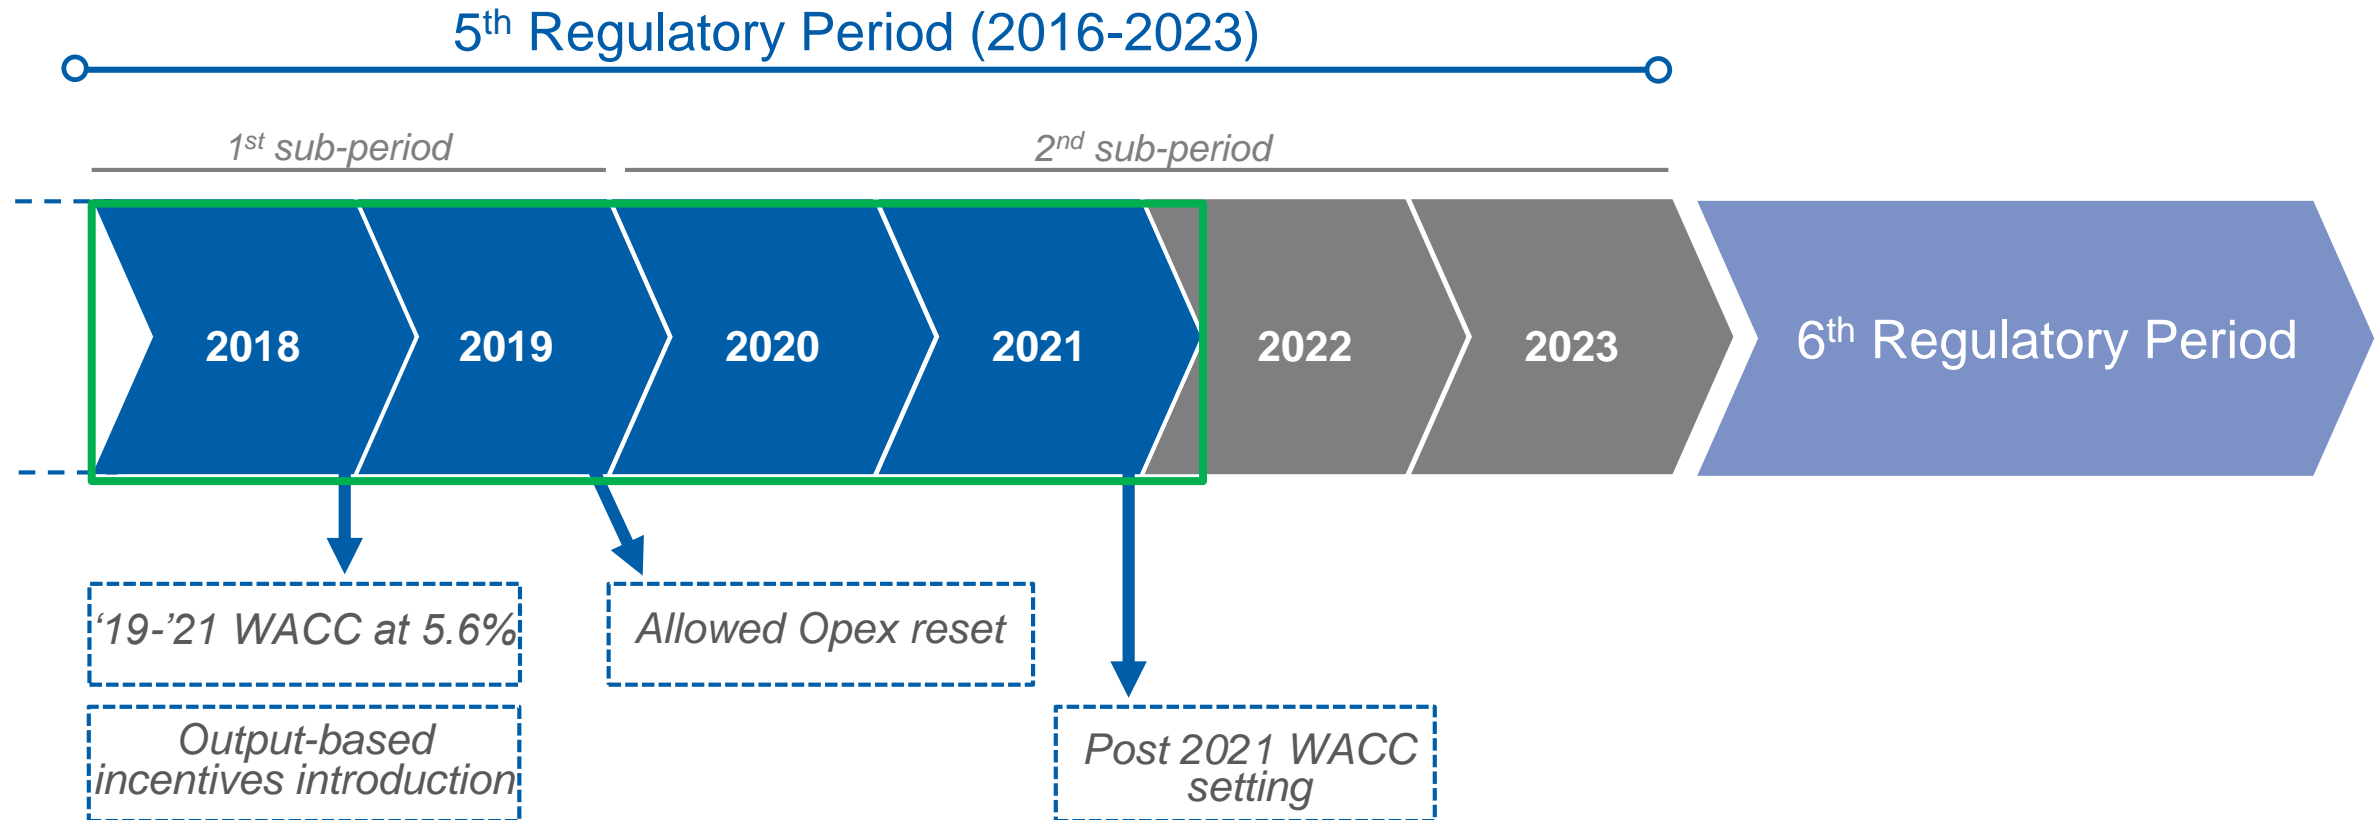 5th Regulatory Period (2016-2023)
1st sub-period
2nd sub-period
2018
2019
2020
2021
2022
2023
6th Regulatory Period
‘19-’21 WACC at 5.6%
Allowed Opex reset
Output-based
incentives introduction
Post 2021 WACC
setting